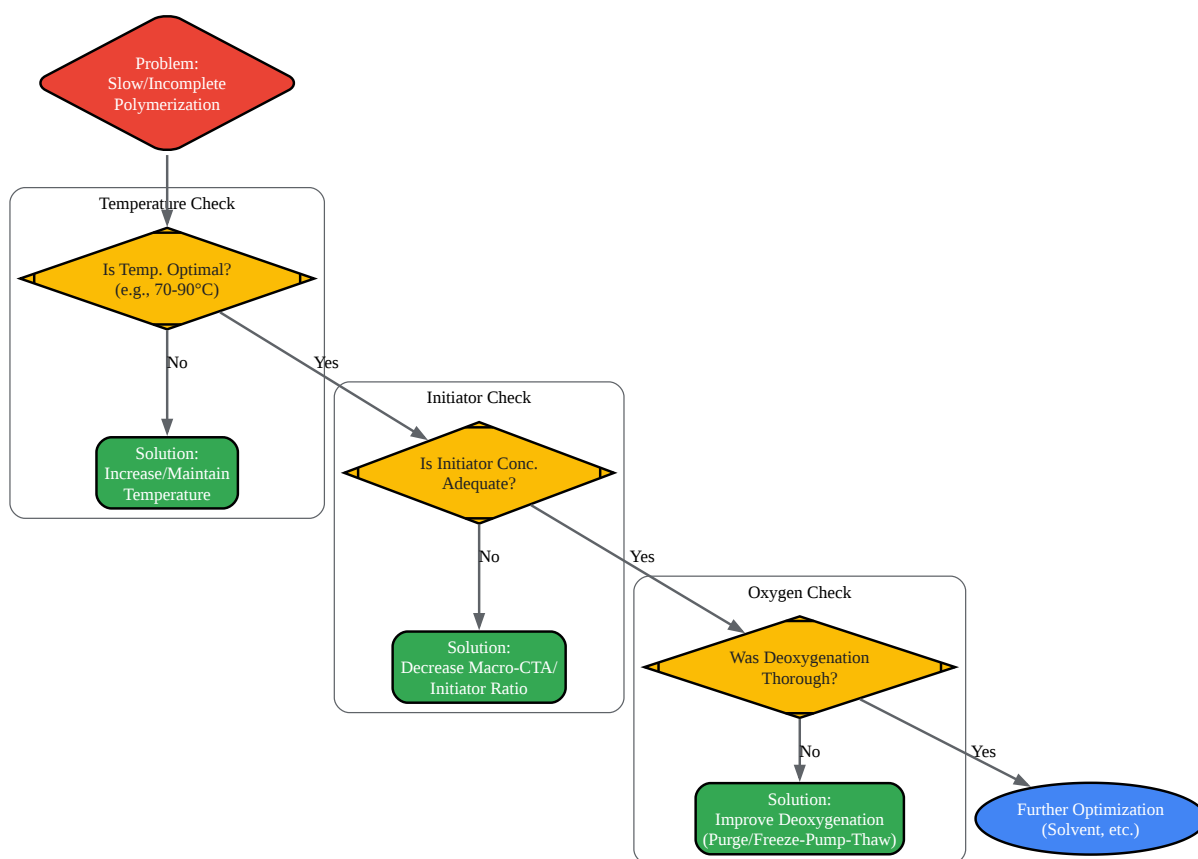 Problem:
Slow/Incomplete
Polymerization
Temperature Check
Is Temp. Optimal?
(e.g., 70-90°C)
No
Yes
Solution:
Increase/Maintain
Temperature
Initiator Check
Is Initiator Conc.
Adequate?
No
Yes
Solution:
Decrease Macro-CTA/
Initiator Ratio
Oxygen Check
Was Deoxygenation
Thorough?
No
Yes
Solution:
Improve Deoxygenation
(Purge/Freeze-Pump-Thaw)
Further Optimization
(Solvent, etc.)